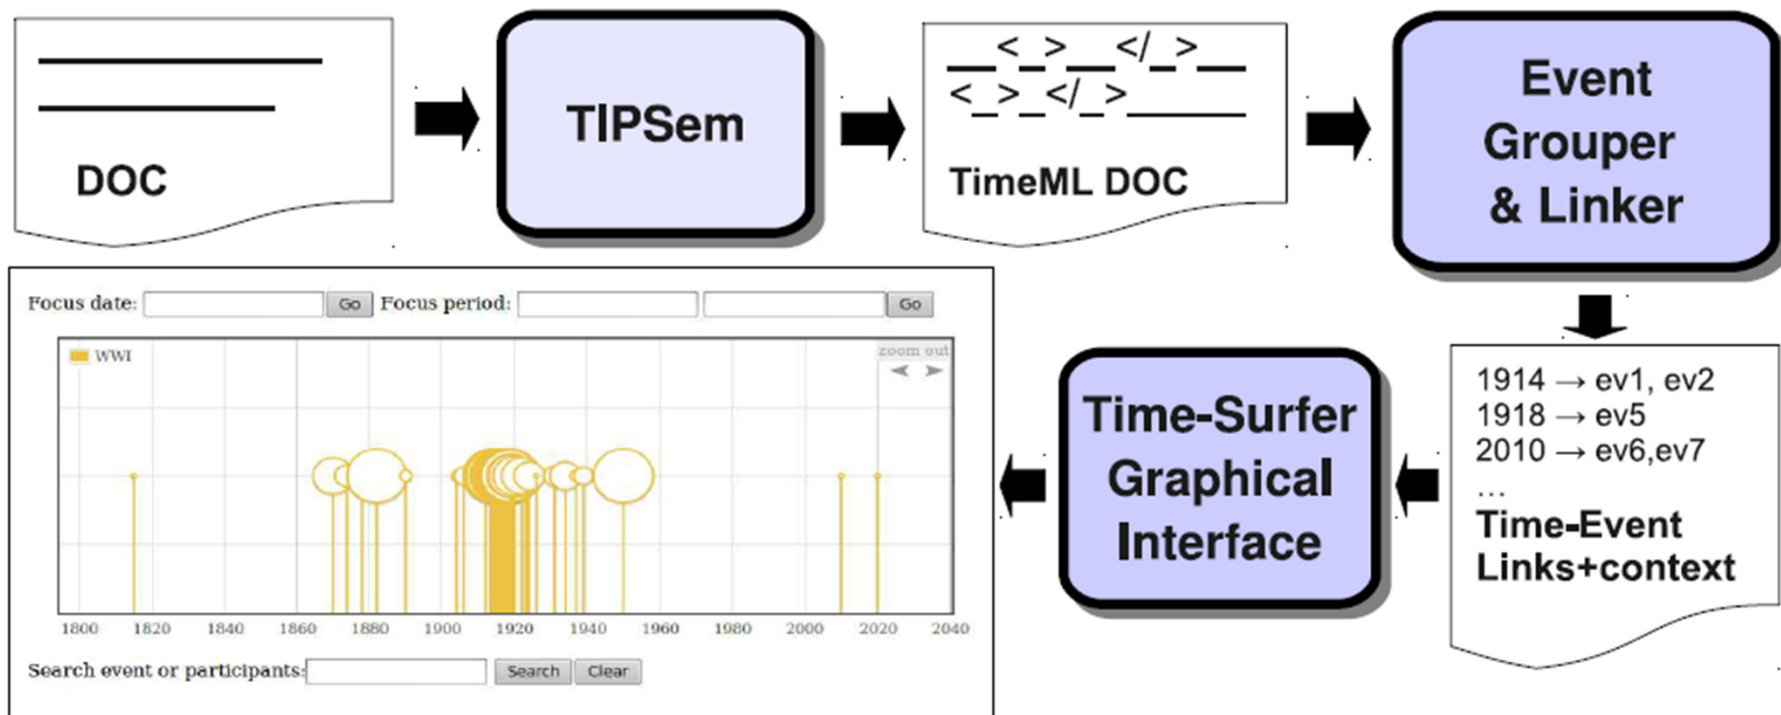 DOC
TIPSem
< > </ >
< > </ >
TimeML DOC
Event
Grouper
& Linker
1914 → ev1, ev2
1918 → ev5
2010 → ev6,ev7
...
Time-Event
Links+context
Time-Surfer
Graphical
Interface
Focus date: Go Focus period: Go
WWI
zoom out
1800 1820 1840 1860 1880 1900 1920 1940 1960 1980 2000 2020 2040
Search event or participants: Search Clear